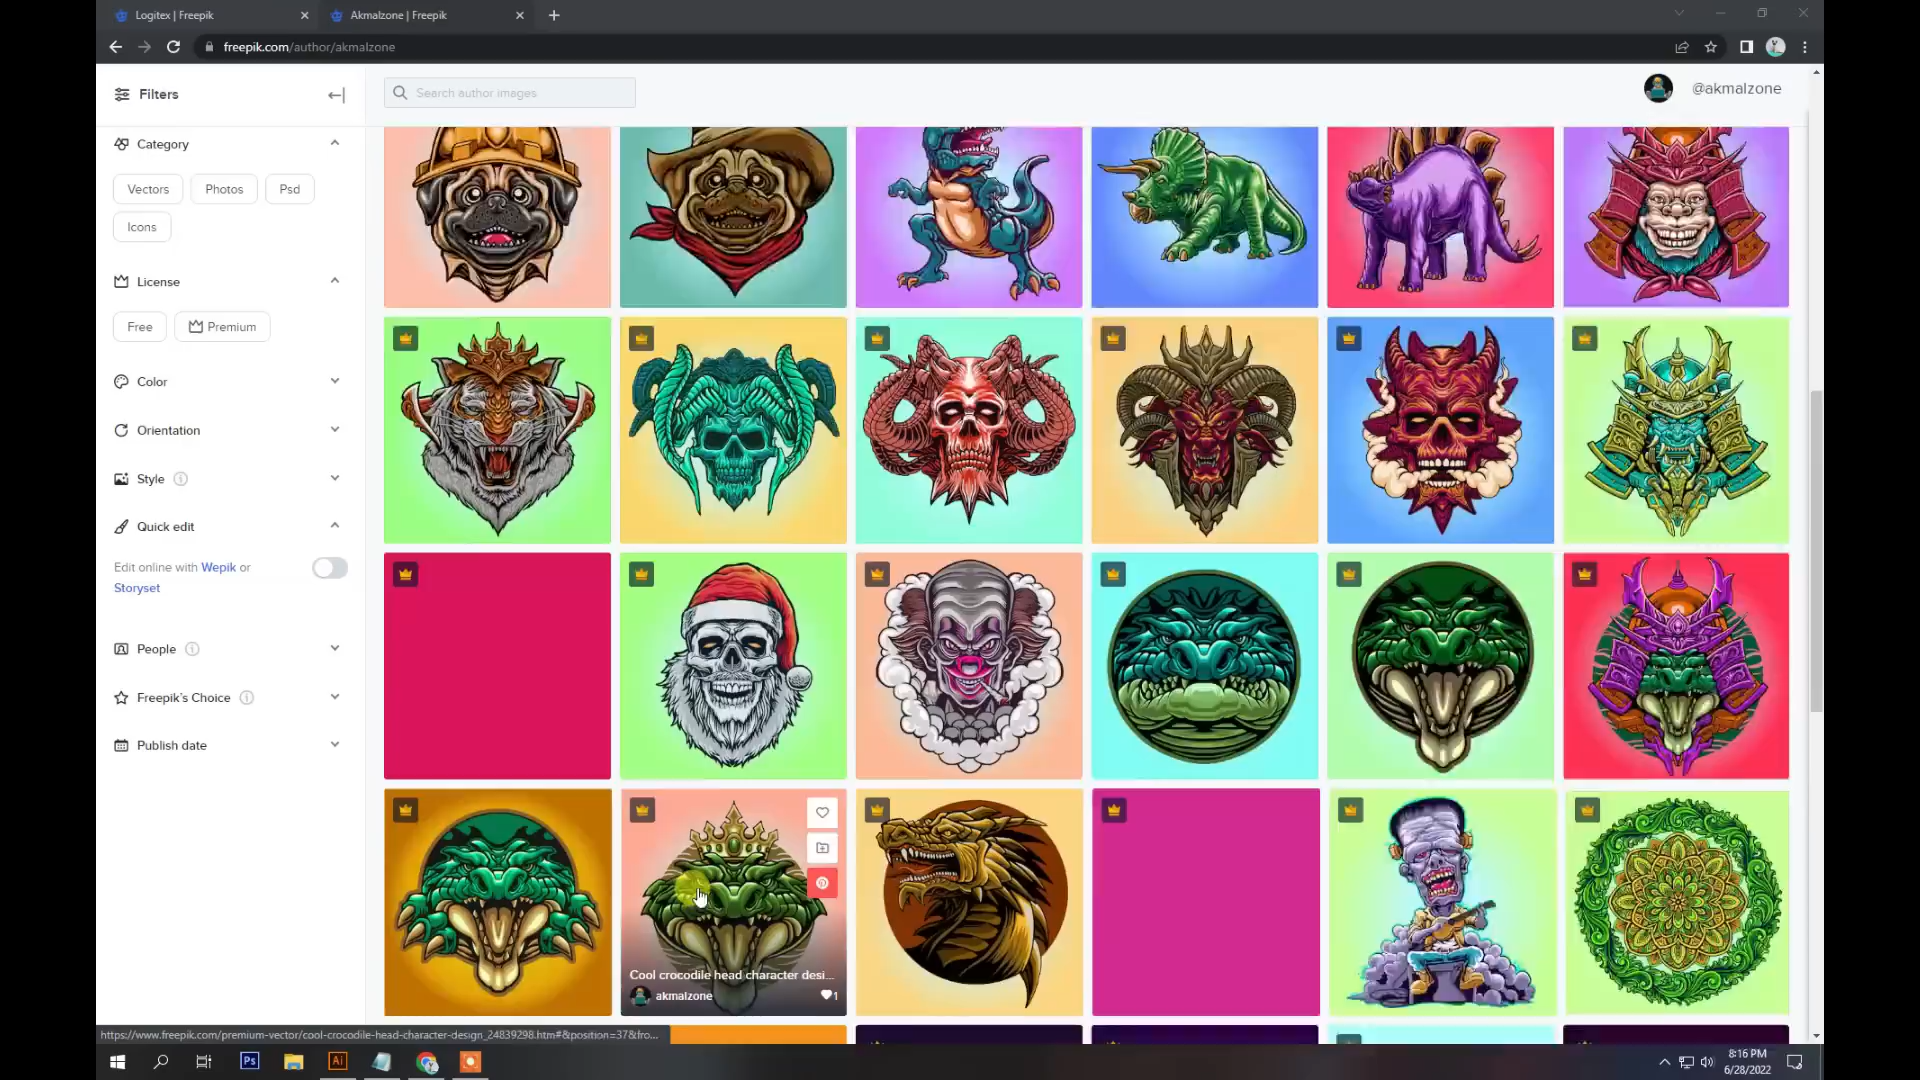 Logitex | Freepik
Akmalzone | Freepik
freepik.com/author/akmalzone
Filters
Search author images
@akmalzone
Category
Vectors
Photos
Psd
Icons
License
Free
Premium
Color
Orientation
Style
Quick edit
Edit online with Wepik or
Storyset
People
Freepik's Choice
Publish date
Cool crocodile head character desi...
akmalzone
1
https://www.freepik.com/premium-vector/cool-crocodile-head-character-design_24839298.htm#&position=37&fro...
Ps
Ai
8:16 PM
6/28/2022